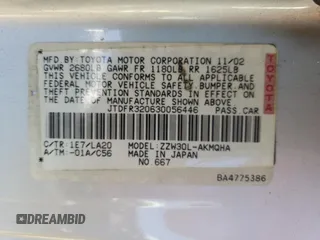 MFD. BY TOYOTA MOTOR CORPORATION 11/02
GVWR 2680LB GAWR FR 1180LB RR 1625LB
THIS VEHICLE CONFORMS TO ALL APPLICABLE
FEDERAL MOTOR VEHICLE SAFETY, BUMPER, AND
THEFT PREVENTION STANDARDS IN EFFECT ON
THE DATE OF MANUFACTURE SHOWN ABOVE.
JTDFR320630056446 PASS.CAR
C/TR: 1E7/LA20 MODEL: ZZW30L-AKMQHA
A/TM: -01A/C56 MADE IN JAPAN
NO 667
BA4775386
DREAMBID
DREAMBID